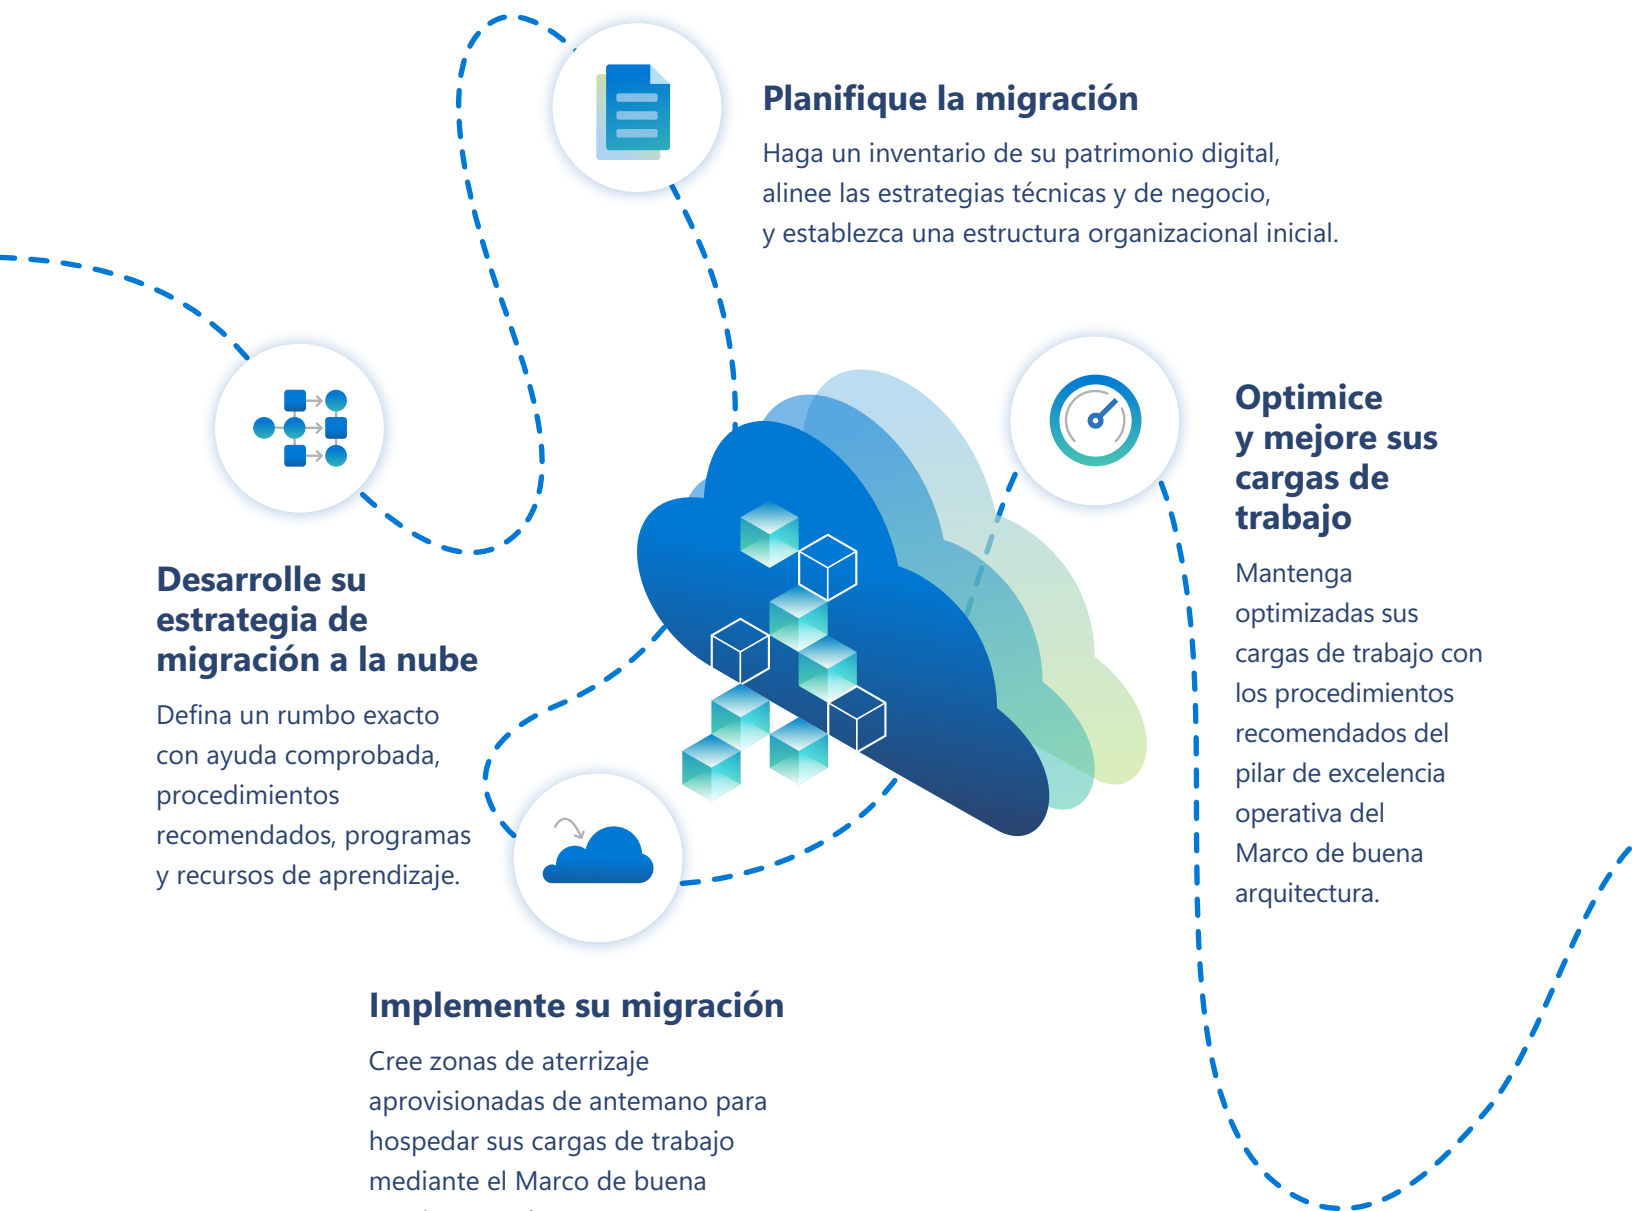 Planifique la migración
Haga un inventario de su patrimonio digital,
alinee las estrategias técnicas y de negocio,
y establezca una estructura organizacional inicial.
Optimice
y mejore sus
cargas de
trabajo
Mantenga
optimizadas sus
cargas de trabajo con
los procedimientos
recomendados del
pilar de excelencia
operativa del
Marco de buena
arquitectura.
Desarrolle su
estrategia de
migración a la nube
Defina un rumbo exacto
con ayuda comprobada,
procedimientos
recomendados, programas
y recursos de aprendizaje.
Implemente su migración
Cree zonas de aterrizaje
aprovisionadas de antemano para
hospedar sus cargas de trabajo
mediante el Marco de buena